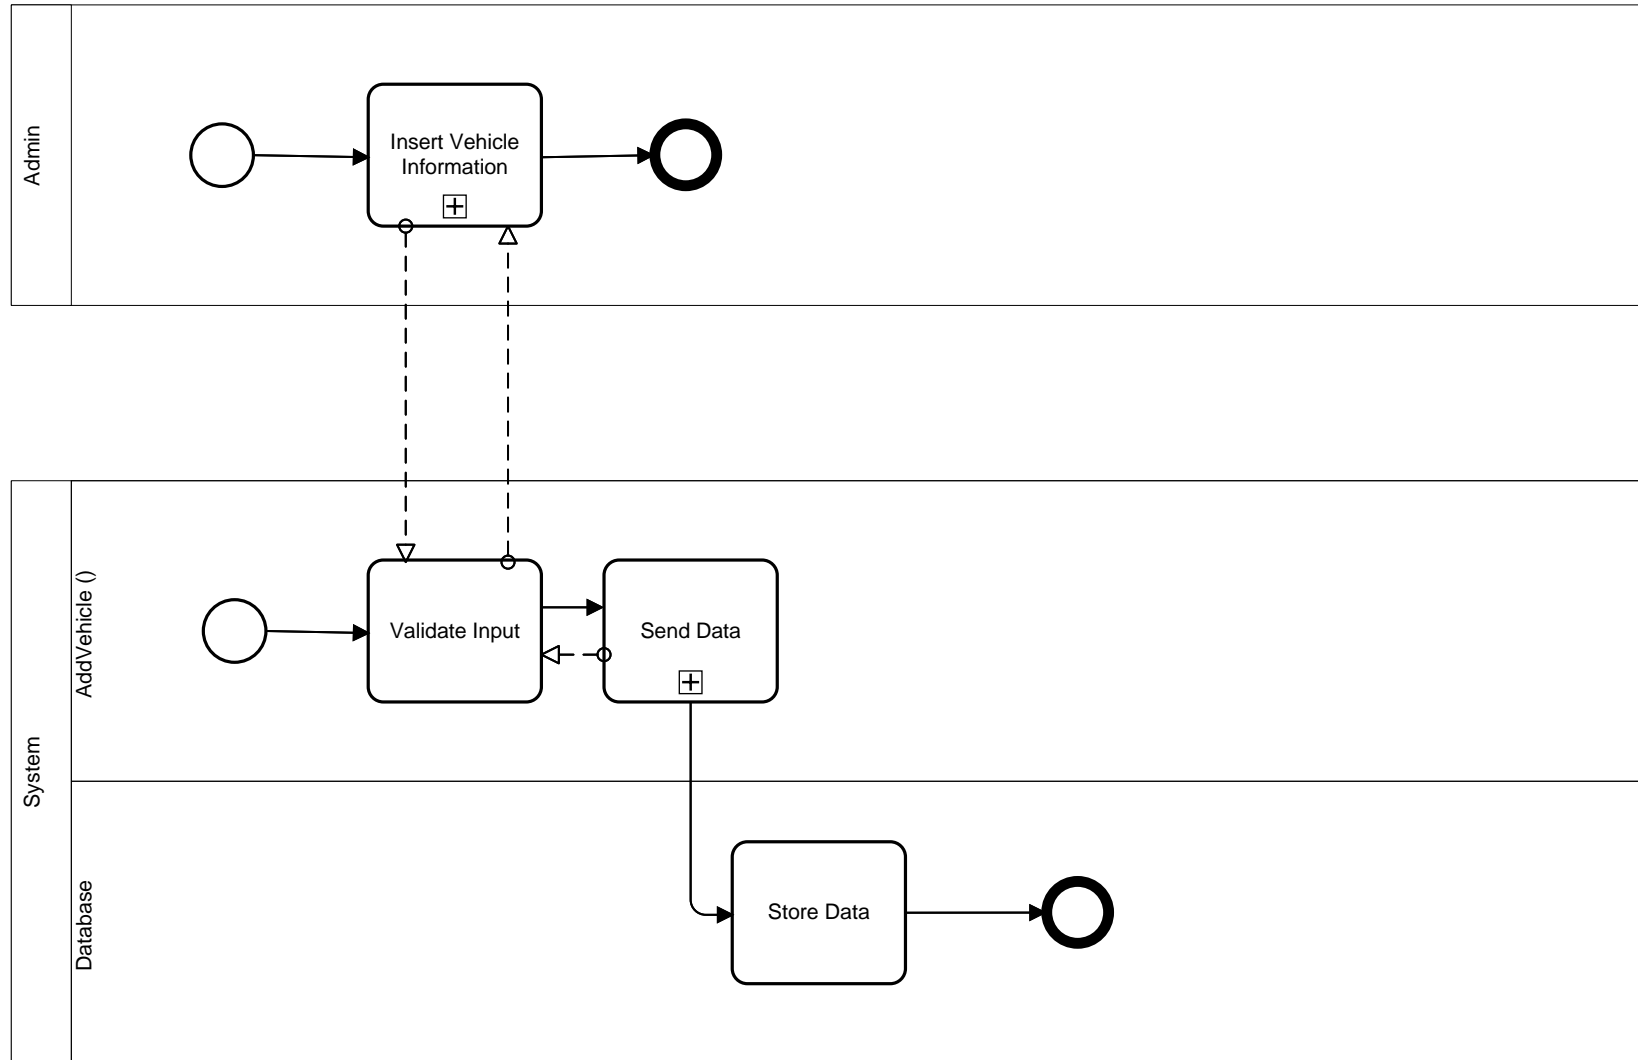 Admin
Insert Vehicle
Information
System
AddVehicle ()
Validate Input
Send Data
Database
Store Data